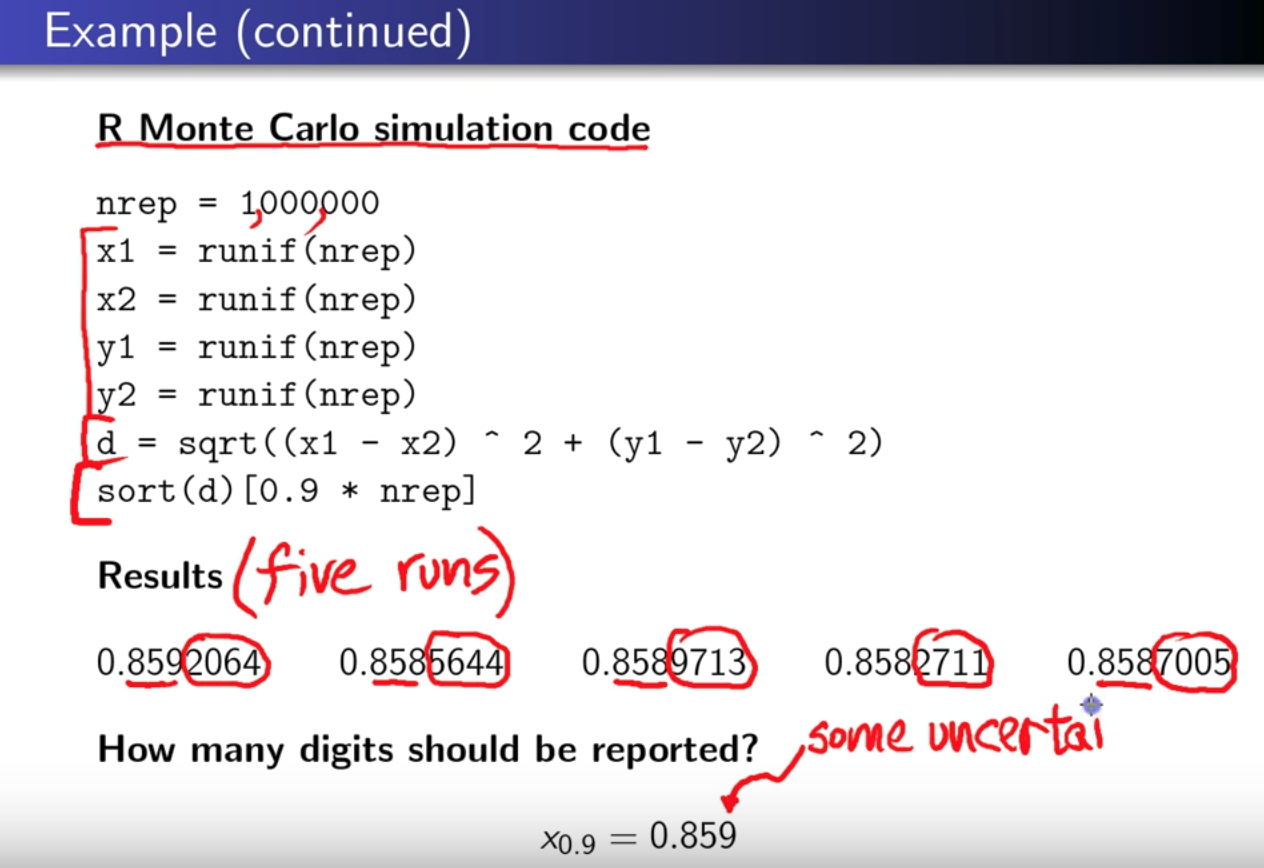 Example (continued)
R Monte Carlo simulation code
nrep = 1,000,000
x1 = runif(nrep)
x2 = runif(nrep)
y1 = runif(nrep)
y2 = runif(nrep)
d = sqrt((x1 - x2) ^ 2 + (y1 - y2) ^ 2)
sort(d)[0.9 * nrep]
Results (five runs)
0.8592064 0.8585644 0.8589713 0.8582711 0.8587005
How many digits should be reported? some uncertai
x0.9 = 0.859